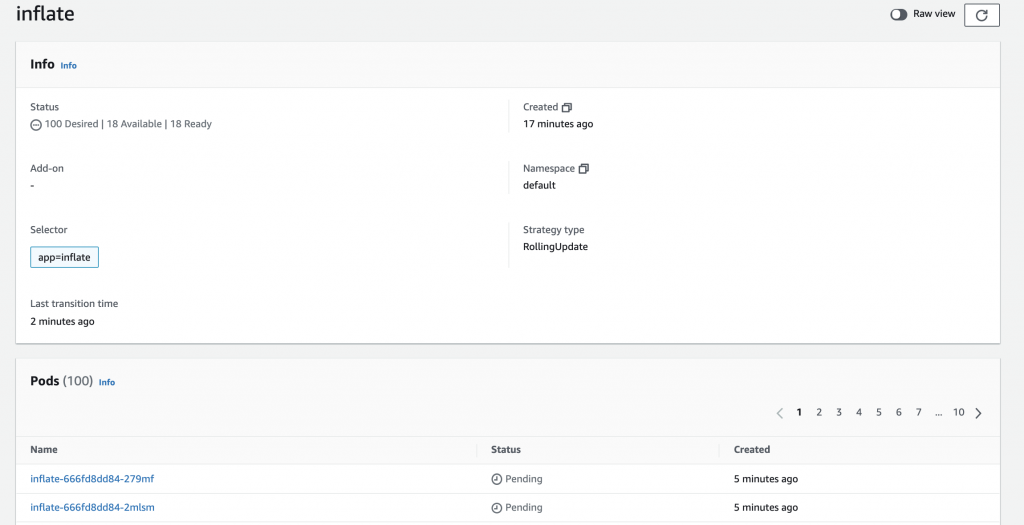 inflate
Raw view
Info Info
Status
100 Desired | 18 Available | 18 Ready
Created
17 minutes ago
Add-on
-
Namespace
default
Selector
app=inflate
Strategy type
RollingUpdate
Last transition time
2 minutes ago
Pods (100) Info
1 2 3 4 5 6 7 ... 10
Name Status Created
inflate-666fd8dd84-279mf Pending 5 minutes ago
inflate-666fd8dd84-2mlsm Pending 5 minutes ago